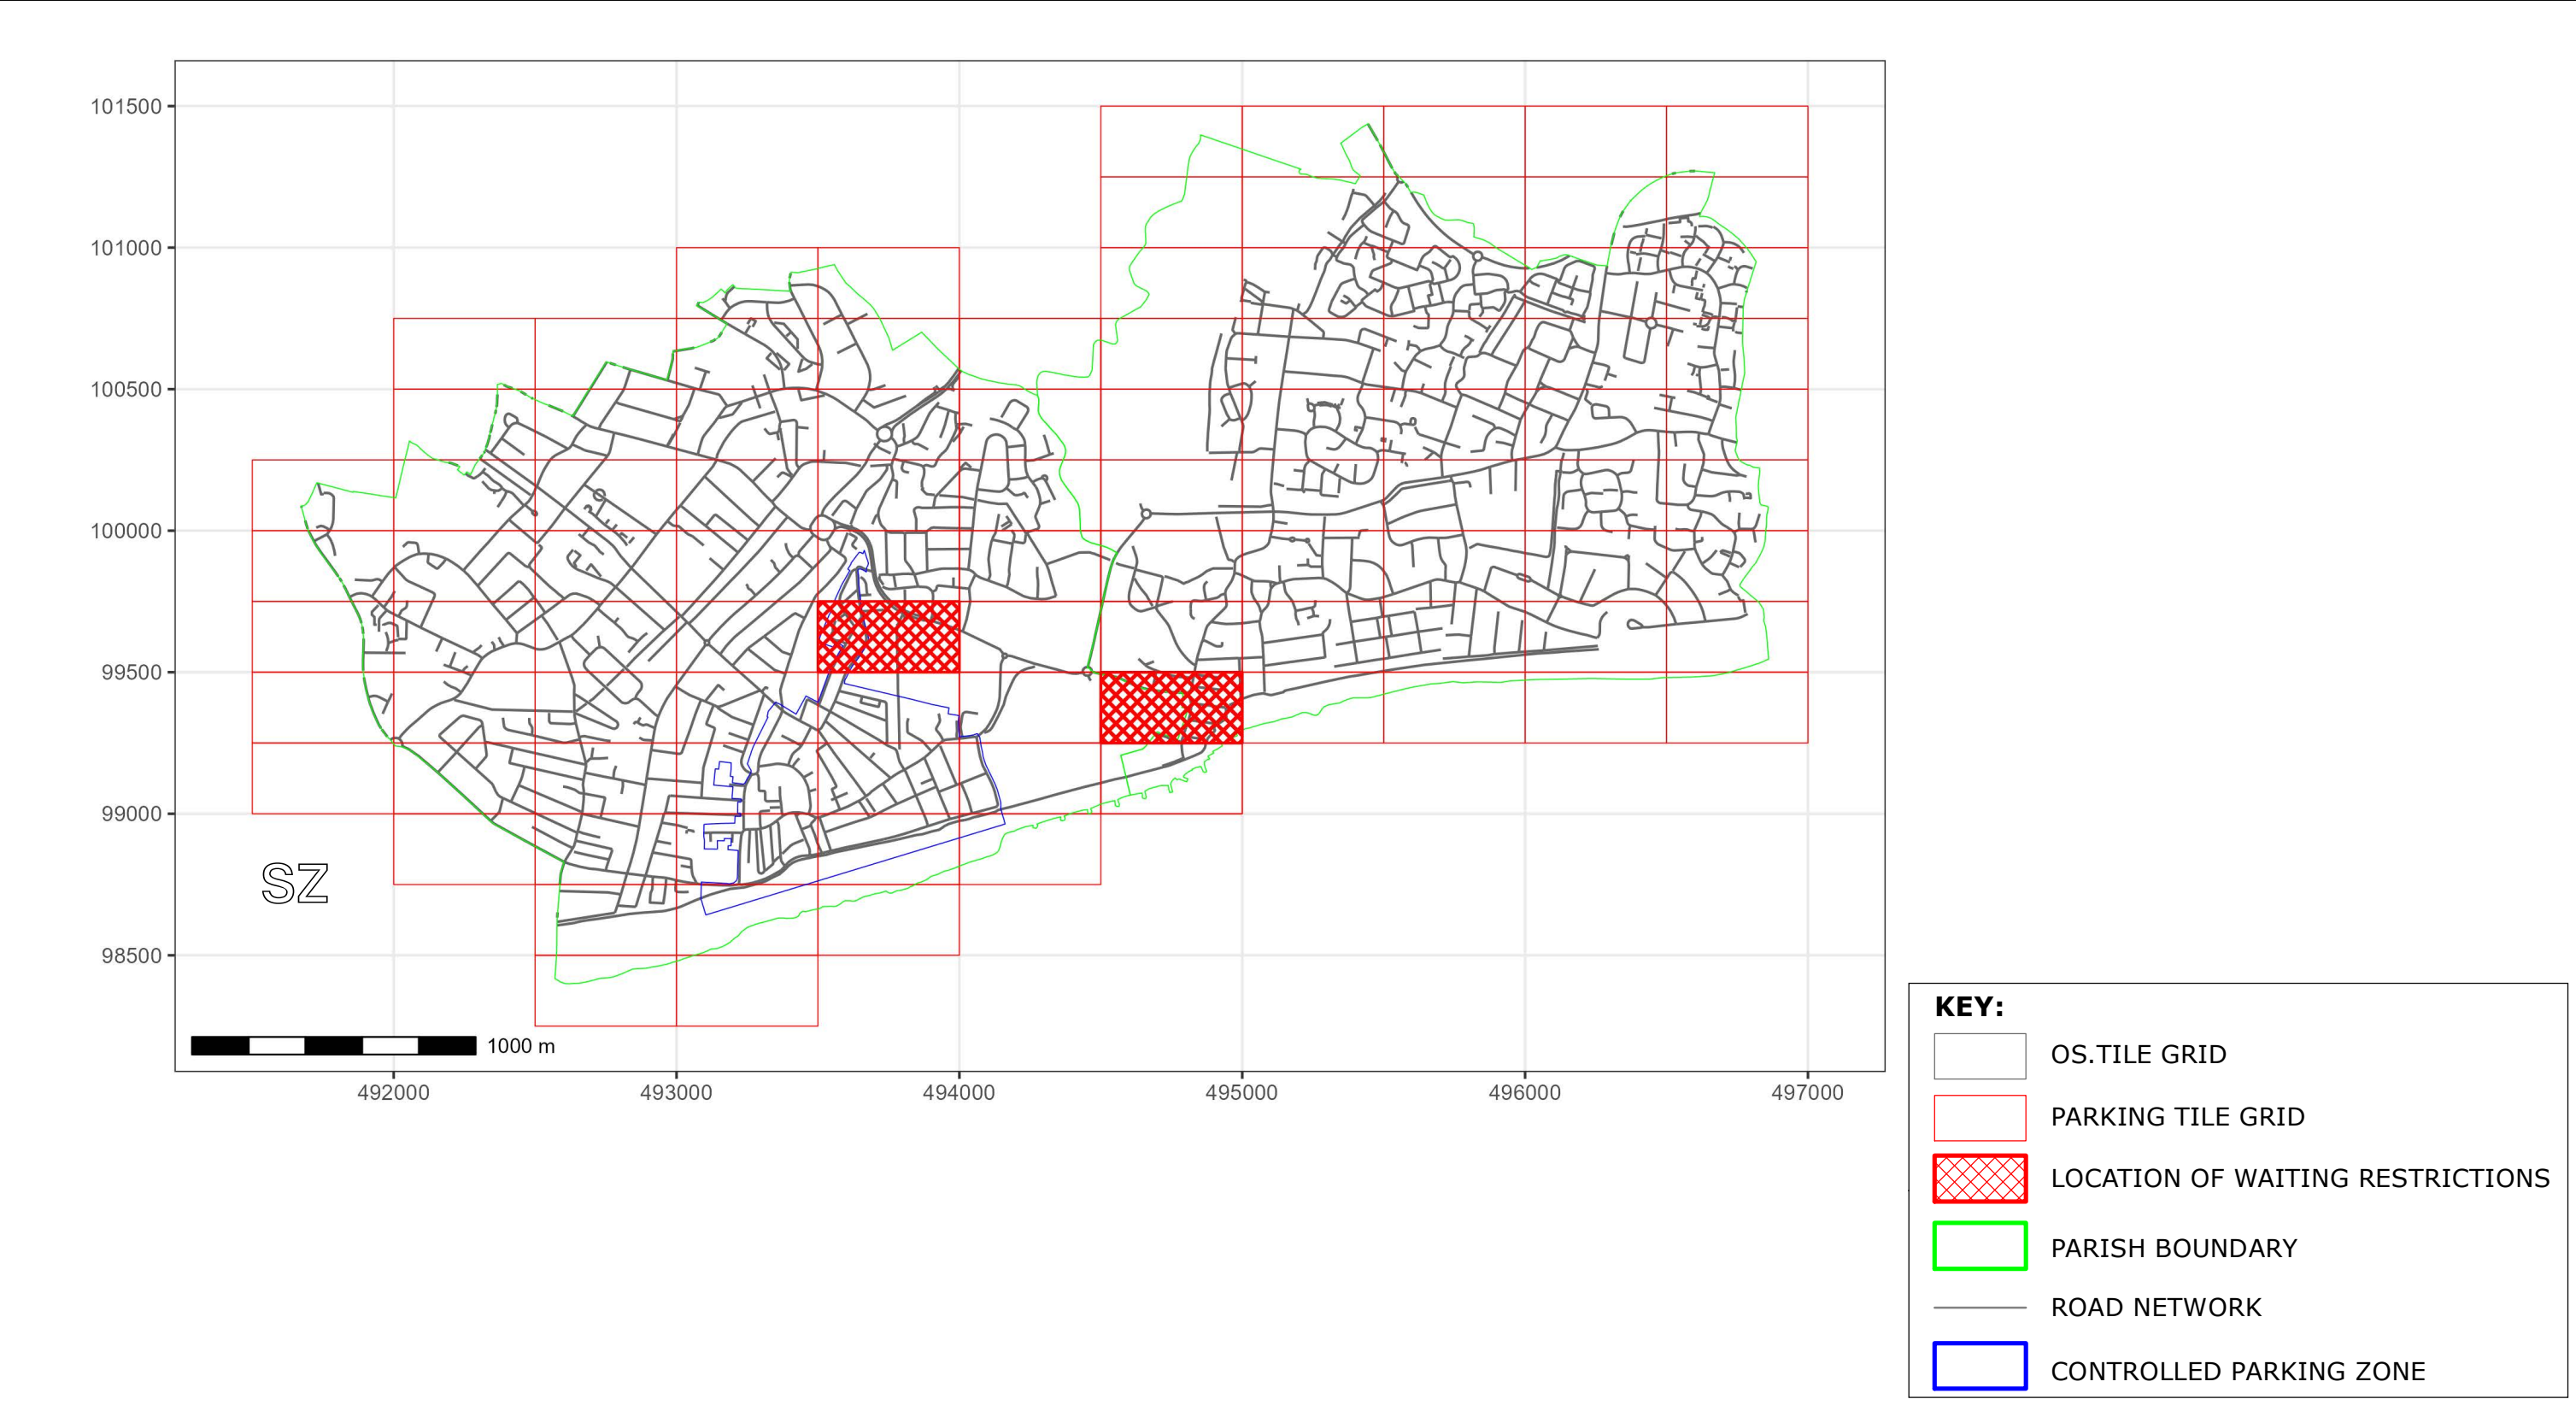 101500
101000
100500
100000
99500
99000
98500
SZ
1000 m
492000 493000 494000 495000 496000 497000
KEY:
OS.TILE GRID
PARKING TILE GRID
LOCATION OF WAITING RESTRICTIONS
PARISH BOUNDARY
ROAD NETWORK
CONTROLLED PARKING ZONE